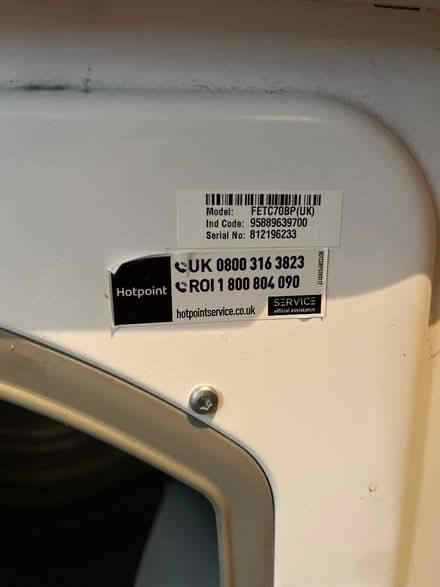 Model: FETC70BP(UK)
Ind Code: 95889639700
Serial No: 812196233
Hotpoint
UK 0800 316 3823
ROI 1 800 804 090
hotpointservice.co.uk
SERVICE
official assistance